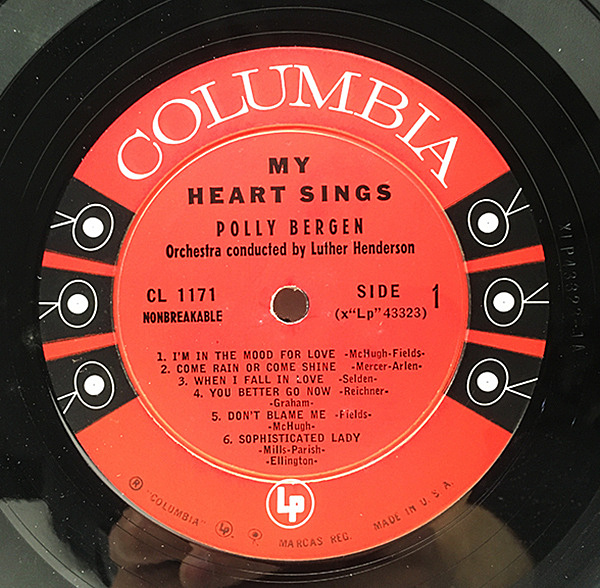 COLUMBIA
MY
HEART SINGS
POLLY BERGEN
Orchestra conducted by Luther Henderson
CL 1171
NONBREAKABLE
SIDE 1
(x"Lp" 43323)
1. I'M IN THE MOOD FOR LOVE -McHugh-Fields-
2. COME RAIN OR COME SHINE -Mercer-Arlen-
3. WHEN I FALL IN LOVE -Selden-
4. YOU BETTER GO NOW -Reichner-
-Graham-
5. DON'T BLAME ME -Fields-
-McHugh-
6. SOPHISTICATED LADY
-Mills-Parish-
-Ellington-
Lp
® "COLUMBIA" Lp. MARCAS REG. MADE IN U.S.A.